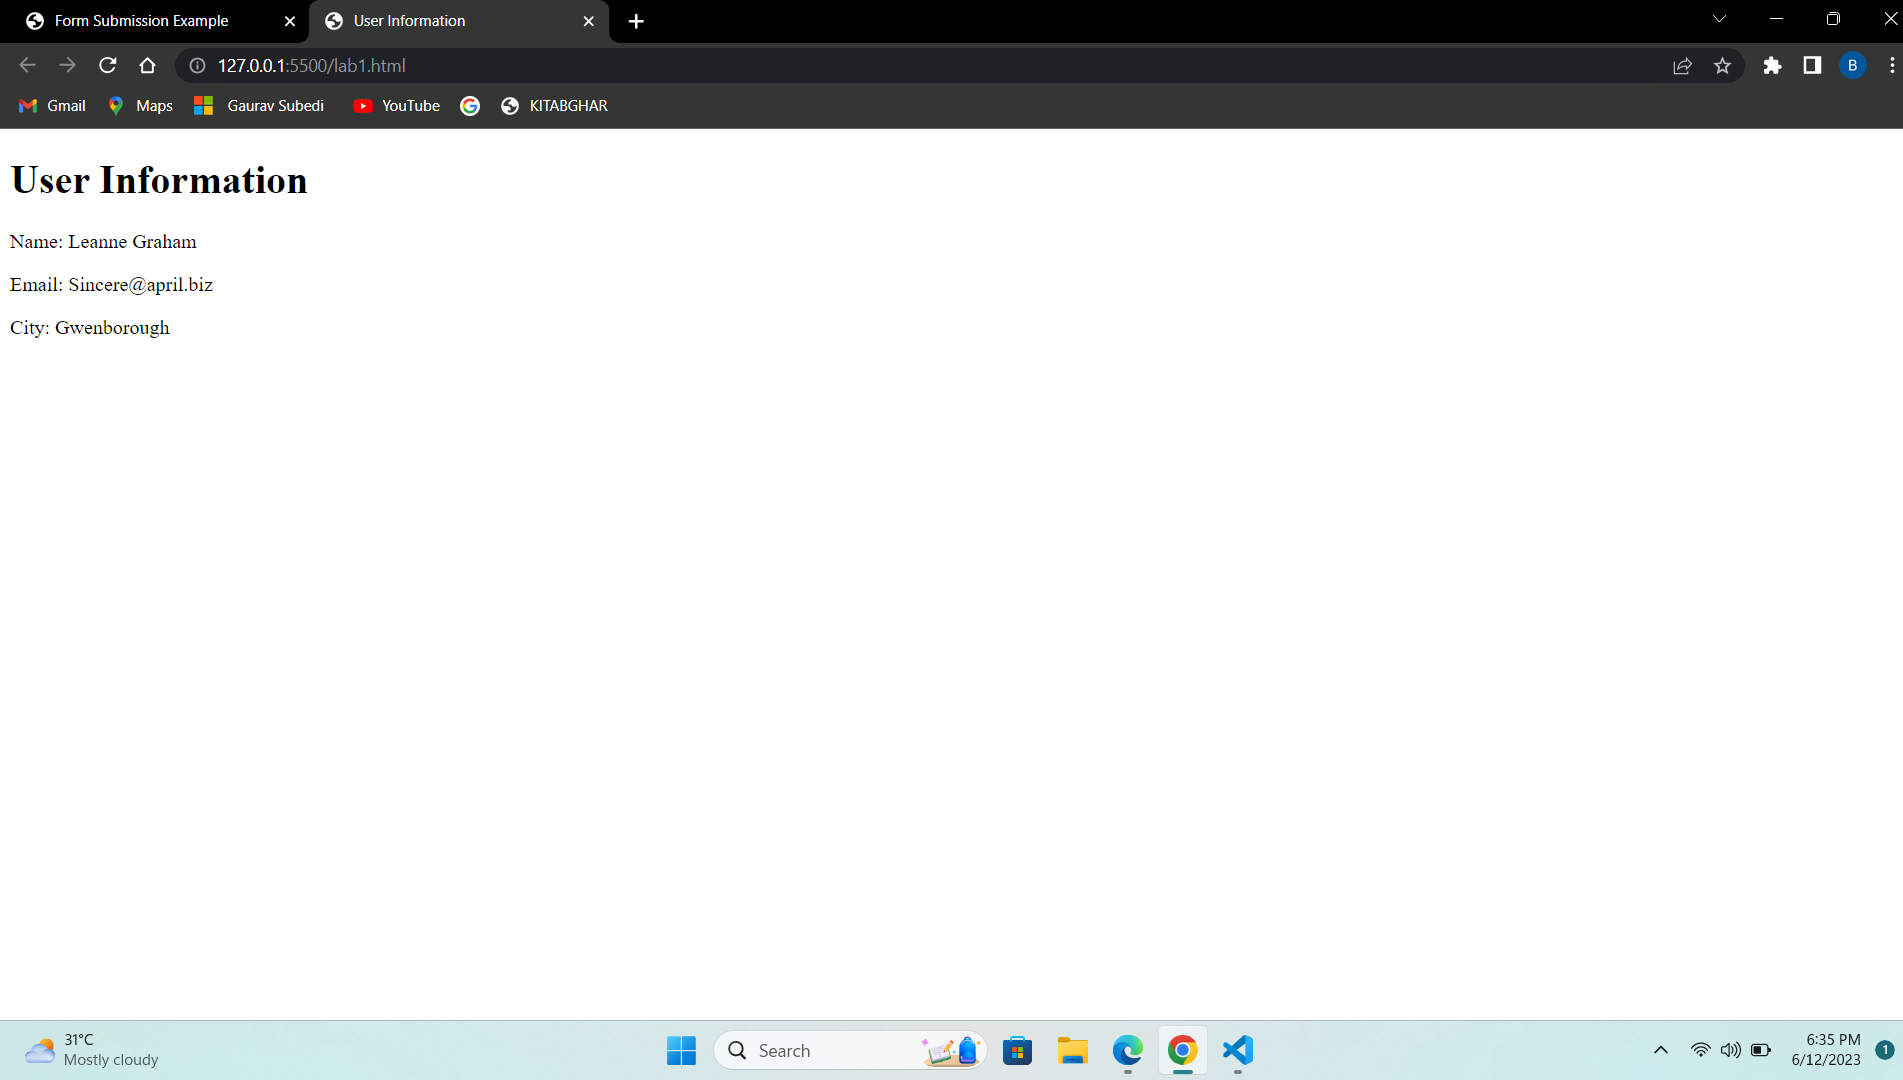 Form Submission Example
User Information
127.0.0.1:5500/lab1.html
B
Gmail
Maps
Gaurav Subedi
YouTube
KITABGHAR
User Information
Name: Leanne Graham
Email: Sincere@april.biz
City: Gwenborough
31°C
Mostly cloudy
Search
6:35 PM
6/12/2023
1